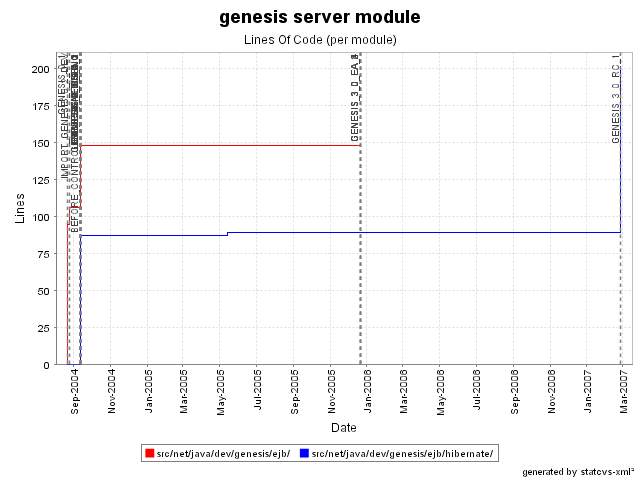 genesis server module
Lines Of Code (per module)
Lines
200
175
150
125
100
75
50
25
0
GENESIS_3_0_EA_
GENESIS_3_0_RC_1
Sep-2004
Nov-2004
Jan-2005
Mar-2005
May-2005
Jul-2005
Sep-2005
Nov-2005
Jan-2006
Mar-2006
May-2006
Jul-2006
Sep-2006
Nov-2006
Jan-2007
Mar-2007
Date
src/net/java/dev/genesis/ejb/
src/net/java/dev/genesis/ejb/hibernate/
generated by statcvs-xml²